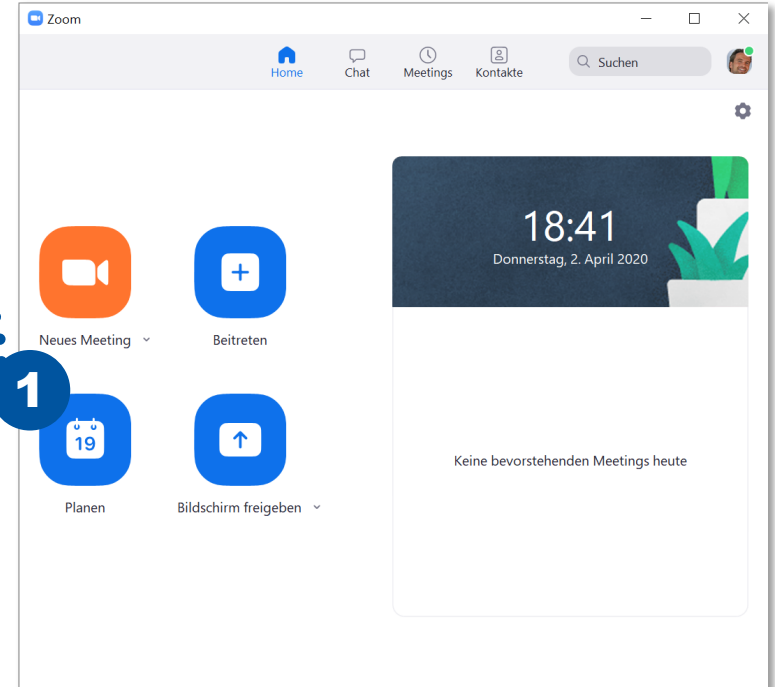 Zoom
Home
Chat
Meetings
Kontakte
Suchen
18:41
Donnerstag, 2. April 2020
Neues Meeting
Beitreten
1
19
Planen
Bildschirm freigeben
Keine bevorstehenden Meetings heute